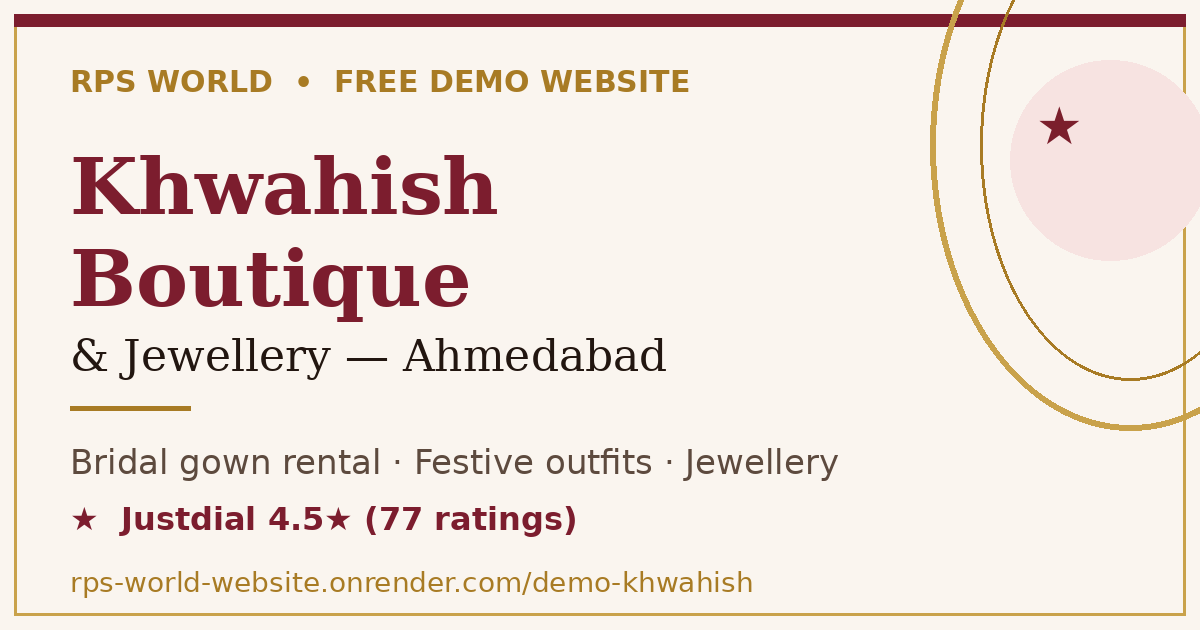 RPS WORLD • FREE DEMO WEBSITE
Khwahish
Boutique
& Jewellery — Ahmedabad
Bridal gown rental · Festive outfits · Jewellery
★ Justdial 4.5★ (77 ratings)
rps-world-website.onrender.com/demo-khwahish